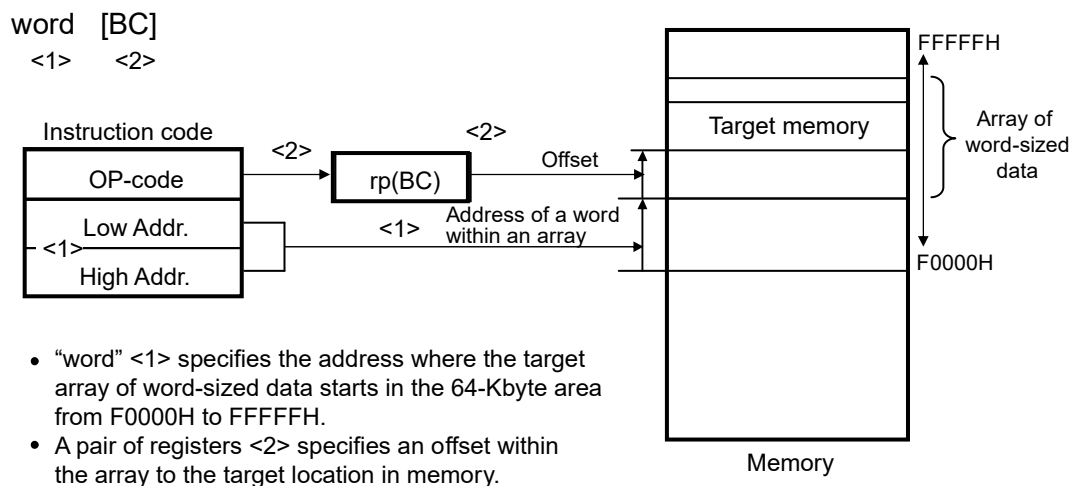 word [BC]
<1> <2>
Instruction code
OP-code
Low Addr.
<1>
High Addr.
<2>
rp(BC)
<2>
Offset
<1>
Address of a word
within an array
Target memory
FFFFFH
Array of
word-sized
data
F0000H
Memory
• “word” <1> specifies the address where the target
array of word-sized data starts in the 64-Kbyte area
from F0000H to FFFFFH.
• A pair of registers <2> specifies an offset within
the array to the target location in memory.